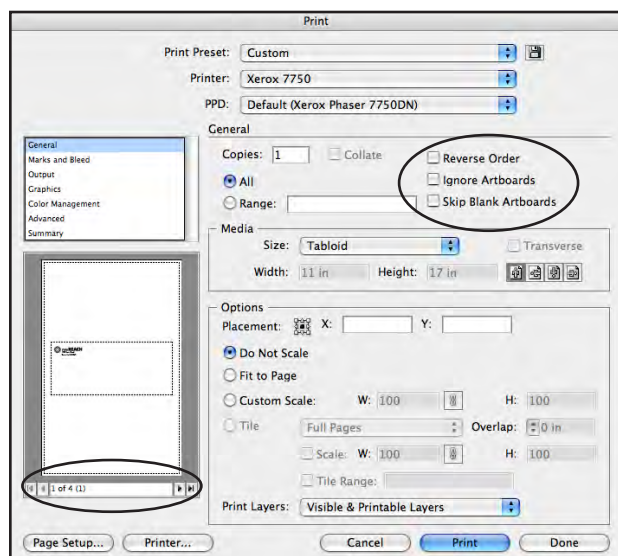 Print
Print Preset: Custom
Printer: Xerox 7750
PPD: Default (Xerox Phaser 7750DN)
General
Marks and Bleed
Output
Graphics
Color Management
Advanced
Summary
General
Copies: 1 Collate
All
Range:
Reverse Order
Ignore Artboards
Skip Blank Artboards
Media
Size: Tabloid Transverse
Width: 11 in Height: 17 in
Options
Placement: X: Y:
Do Not Scale
Fit to Page
Custom Scale: W: 100 H: 100
Tile Full Pages Overlap: 0 in
Scale: W: 100 H: 100
Tile Range:
Print Layers: Visible & Printable Layers
1 of 4 (1)
Page Setup... Printer... Cancel Print Done